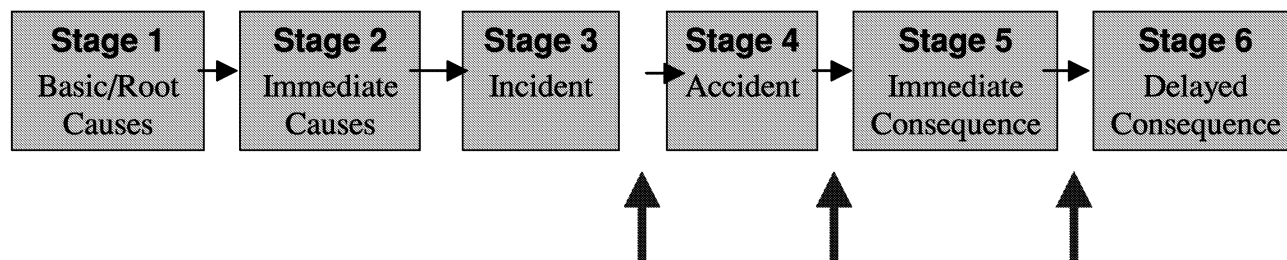 Stage 1
Basic/Root
Causes
Stage 2
Immediate
Causes
Stage 3
Incident
Stage 4
Accident
Stage 5
Immediate
Consequence
Stage 6
Delayed
Consequence